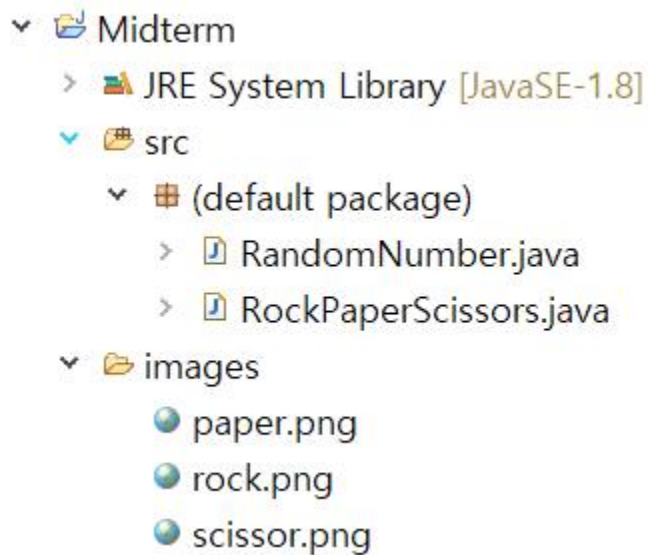 Midterm
JRE System Library [JavaSE-1.8]
src
(default package)
RandomNumber.java
RockPaperScissors.java
images
paper.png
rock.png
scissor.png